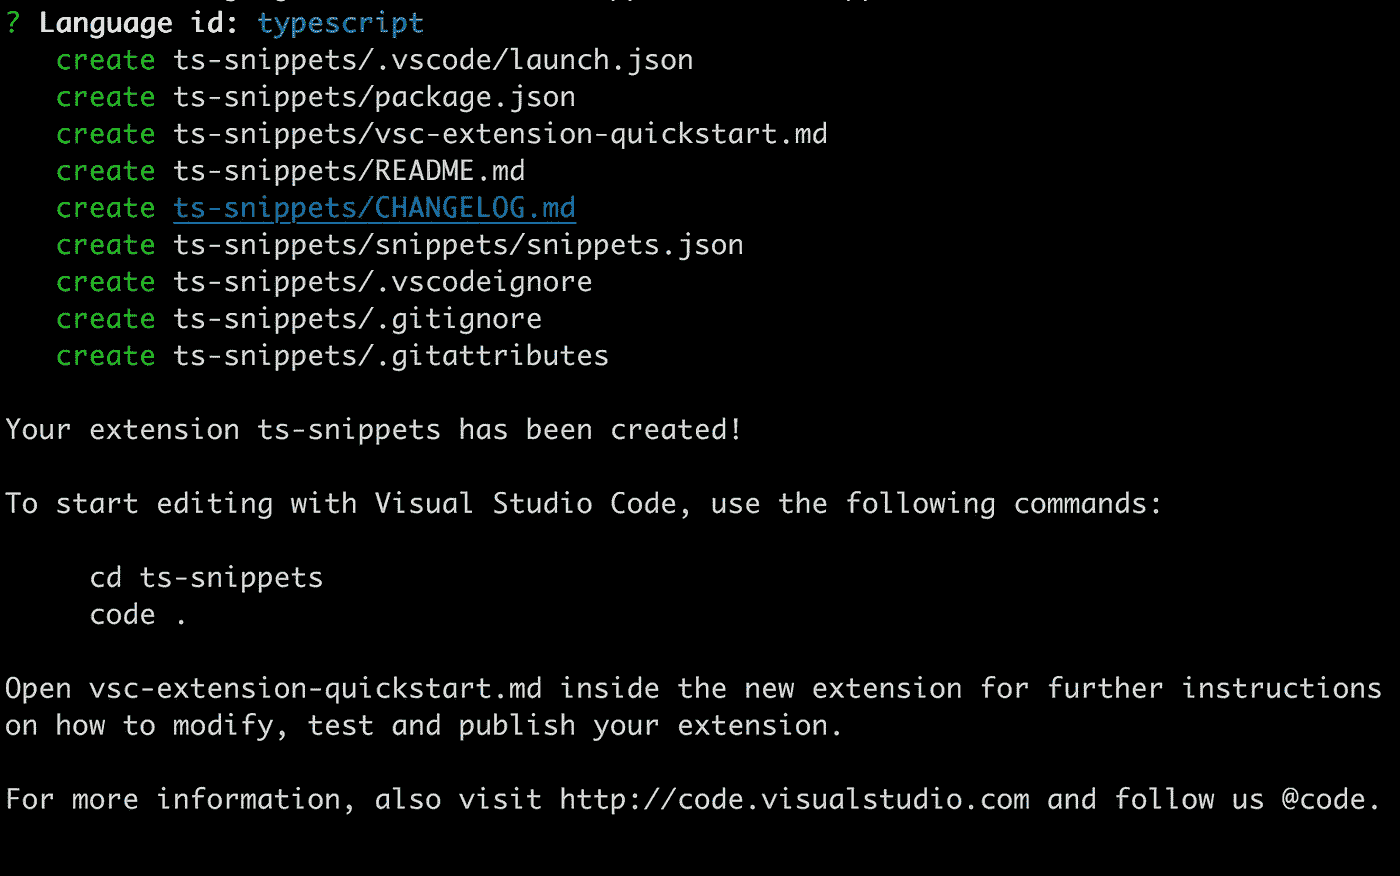 ? Language id: typescript
create ts-snippets/.vscode/launch.json
create ts-snippets/package.json
create ts-snippets/vsc-extension-quickstart.md
create ts-snippets/README.md
create ts-snippets/CHANGELOG.md
create ts-snippets/snippets/snippets.json
create ts-snippets/.vscodeignore
create ts-snippets/.gitignore
create ts-snippets/.gitattributes
Your extension ts-snippets has been created!
To start editing with Visual Studio Code, use the following commands:
cd ts-snippets
code .
Open vsc-extension-quickstart.md inside the new extension for further instructions
on how to modify, test and publish your extension.
For more information, also visit http://code.visualstudio.com and follow us @code.